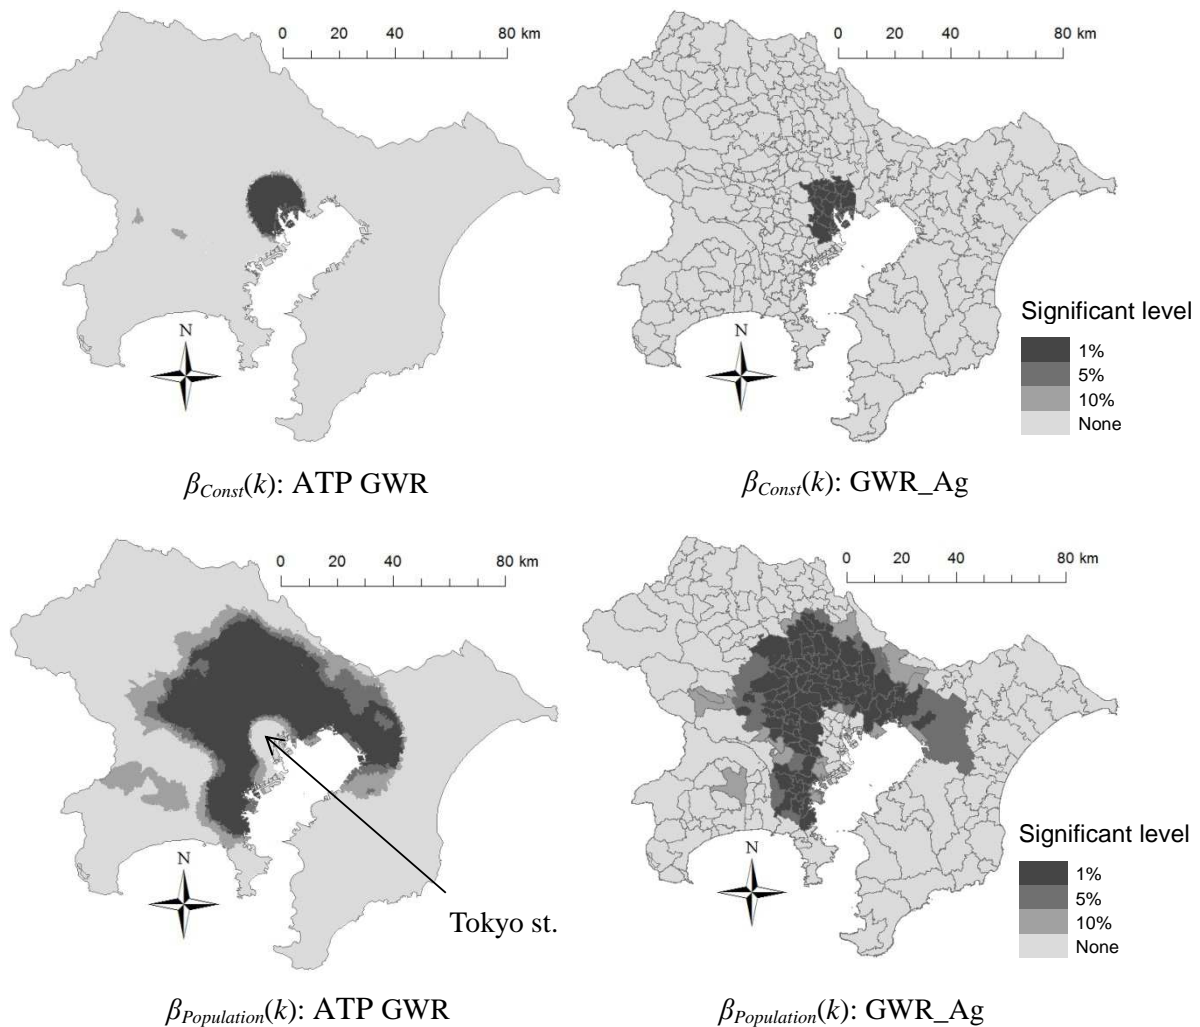 0 20 40 80 km
0 20 40 80 km
N
N
Significant level
1%
5%
10%
None
βConst(k): ATP GWR
βConst(k): GWR_Ag
0 20 40 80 km
0 20 40 80 km
N
N
Tokyo st.
Significant level
1%
5%
10%
None
βPopulation(k): ATP GWR
βPopulation(k): GWR_Ag